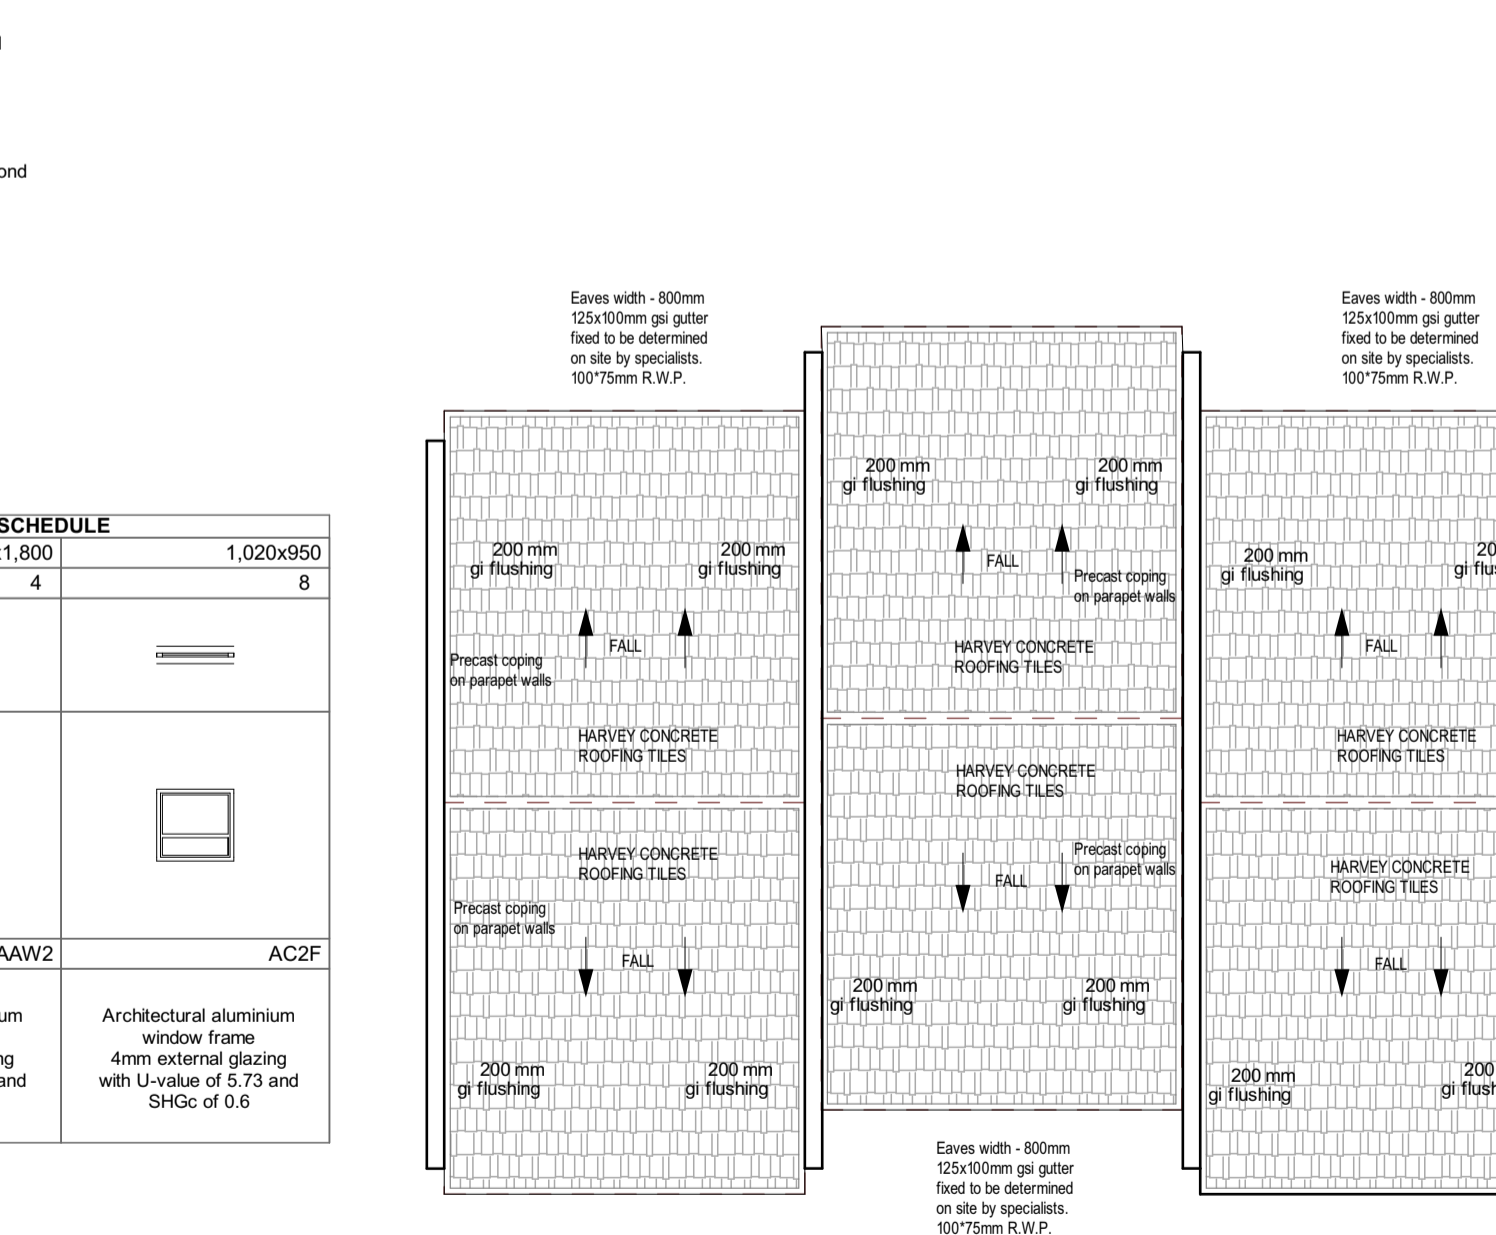 ond
SCHEDULE
x1,800 1,020x950
4 8
AAW2 AC2F
um
ng
and
Architectural aluminium
window frame
4mm external glazing
with U-value of 5.73 and
SHGc of 0.6
Eaves width - 800mm
125x100mm gsi gutter
fixed to be determined
on site by specialists.
100*75mm R.W.P.
200 mm
gi flushing
200 mm
gi flushing
FALL
Precast coping
on parapet walls
HARVEY CONCRETE
ROOFING TILES
HARVEY CONCRETE
ROOFING TILES
Precast coping
on parapet walls
FALL
200 mm
gi flushing
200 mm
gi flushing
200 mm
gi flushing
200 mm
gi flushing
FALL
Precast coping
on parapet walls
HARVEY CONCRETE
ROOFING TILES
HARVEY CONCRETE
ROOFING TILES
Precast coping
on parapet walls
FALL
200 mm
gi flushing
200 mm
gi flushing
Eaves width - 800mm
125x100mm gsi gutter
fixed to be determined
on site by specialists.
100*75mm R.W.P.
Eaves width - 800mm
125x100mm gsi gutter
fixed to be determined
on site by specialists.
100*75mm R.W.P.
200 mm
gi flushing
20
gi flus
FALL
HARVEY CONCRETE
ROOFING TILES
HARVEY CONCRETE
ROOFING TILES
FALL
200 mm
gi flushing
200
gi flush